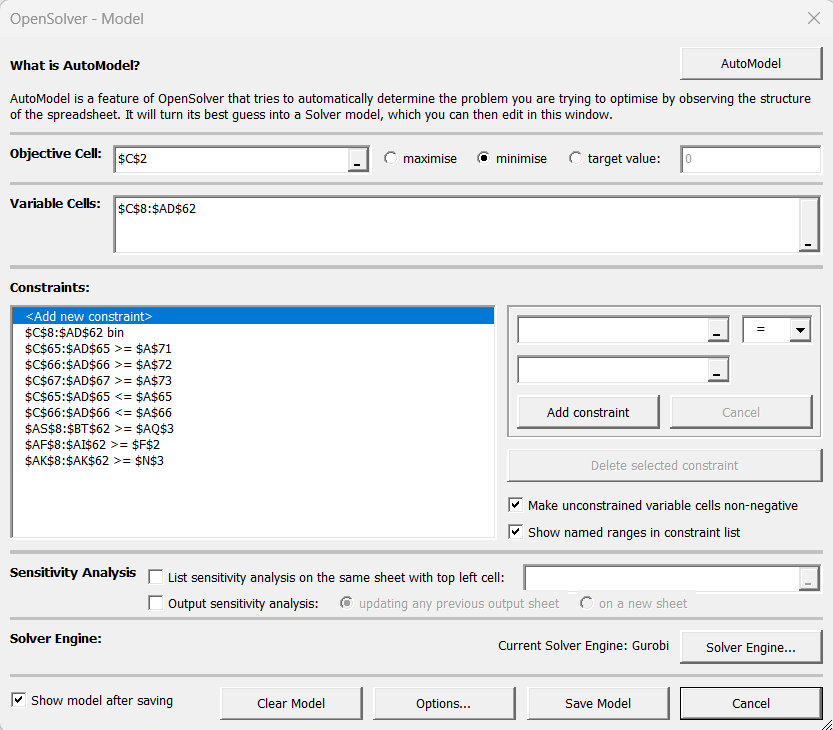 OpenSolver - Model
What is AutoModel?
AutoModel
AutoModel is a feature of OpenSolver that tries to automatically determine the problem you are trying to optimise by observing the structure
of the spreadsheet. It will turn its best guess into a Solver model, which you can then edit in this window.
Objective Cell: $C$2 _ maximise minimise target value: 0
Variable Cells: $C$8:$AD$62
Constraints:
<Add new constraint>
$C$8:$AD$62 bin
$C$65:$AD$65 >= $A$71
$C$66:$AD$66 >= $A$72
$C$67:$AD$67 >= $A$73
$C$65:$AD$65 <= $A$65
$C$66:$AD$66 <= $A$66
$AS$8:$BT$62 >= $AQ$3
$AF$8:$AI$62 >= $F$2
$AK$8:$AK$62 >= $N$3
=
Add constraint Cancel
Delete selected constraint
Make unconstrained variable cells non-negative
Show named ranges in constraint list
Sensitivity Analysis List sensitivity analysis on the same sheet with top left cell:
Output sensitivity analysis: updating any previous output sheet on a new sheet
Solver Engine:
Current Solver Engine: Gurobi Solver Engine...
Show model after saving Clear Model Options... Save Model Cancel